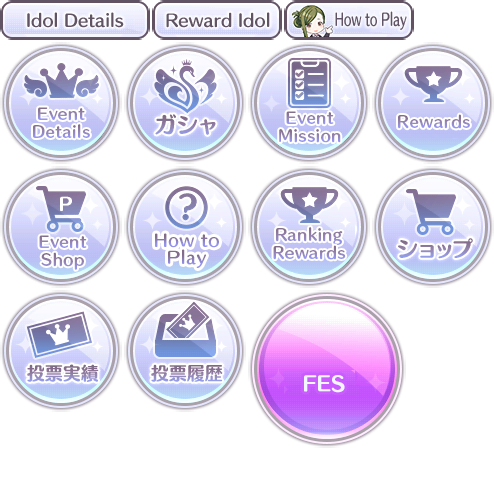 Idol Details
Reward Idol
How to Play
Event
Details
ガシャ
Event
Mission
Rewards
P
Event
Shop
?
How to
Play
Ranking
Rewards
ショップ
投票実績
投票履歴
FES